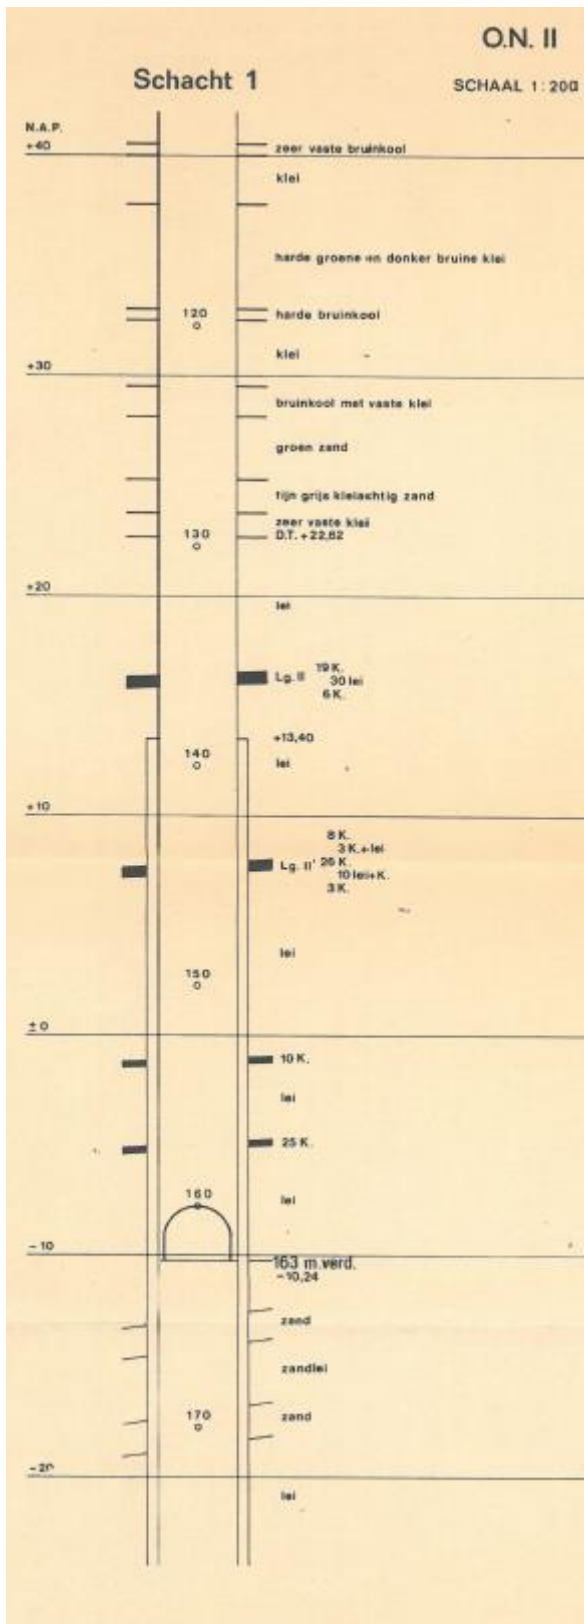 O.N. II
Schacht 1
SCHAAL 1:200
N.A.P.
+40
zeer vaste bruinkool
klei
harde groene en donker bruine klei
120
harde bruinkool
klei
+30
bruinkool met vaste klei
groen zand
fijn grijs kleiachtig zand
zeer vaste klei
130
D.T. +22,62
+20
lei
19 K.
Lg. II
30 lei
6 K.
+13,40
140
lei
+10
8 K.
3 K.+lei
Lg. II' 26 K.
10 lei+K.
3 K.
lei
150
±0
10 K.
lei
25 K.
160
lei
-10
163 m.verd.
-10,24
zand
zandlei
170
zand
-20
lei